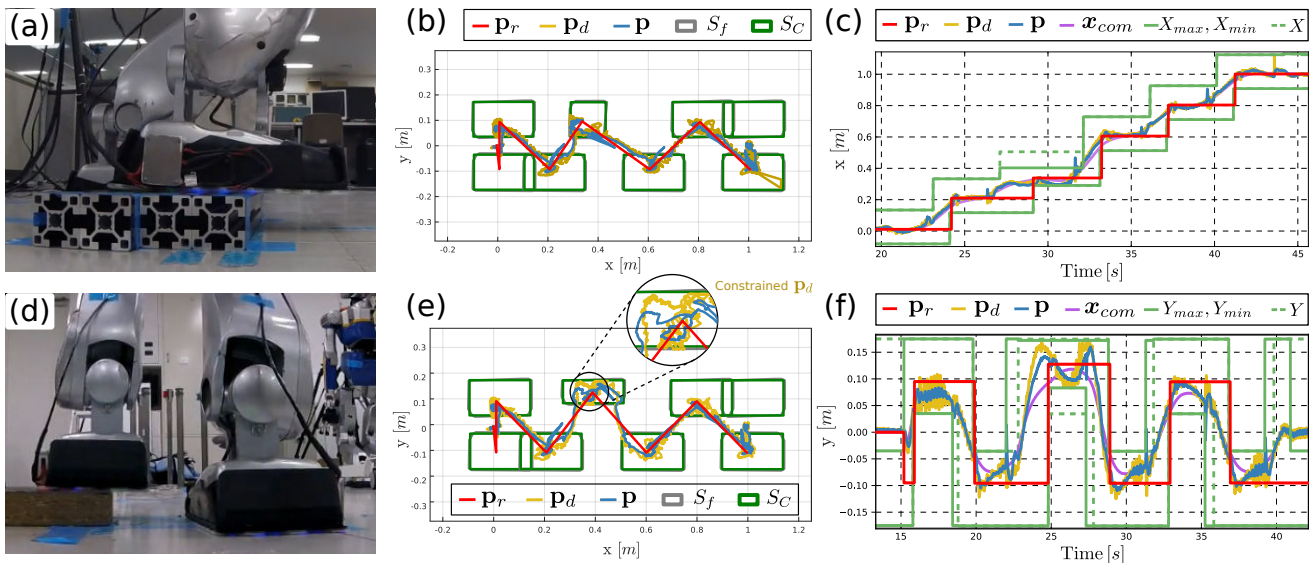 (a)
(b)
p_r p_d p S_f S_C
0.3
0.2
0.1
0
-0.1
-0.2
-0.3
y [m]
-0.2 0 0.2 0.4 0.6 0.8 1 1.2
x [m]
(c)
p_r p_d p x_com X_max, X_min X
1.0
0.8
0.6
0.4
0.2
0.0
x [m]
20 25 30 35 40 45
Time [s]
(d)
(e)
Constrained p_d
0.3
0.2
0.1
0
-0.1
-0.2
-0.3
y [m]
p_r p_d p S_f S_C
-0.2 0 0.2 0.4 0.6 0.8 1 1.2
x [m]
(f)
p_r p_d p x_com Y_max, Y_min Y
0.15
0.10
0.05
0.00
−0.05
−0.10
−0.15
y [m]
15 20 25 30 35 40
Time [s]